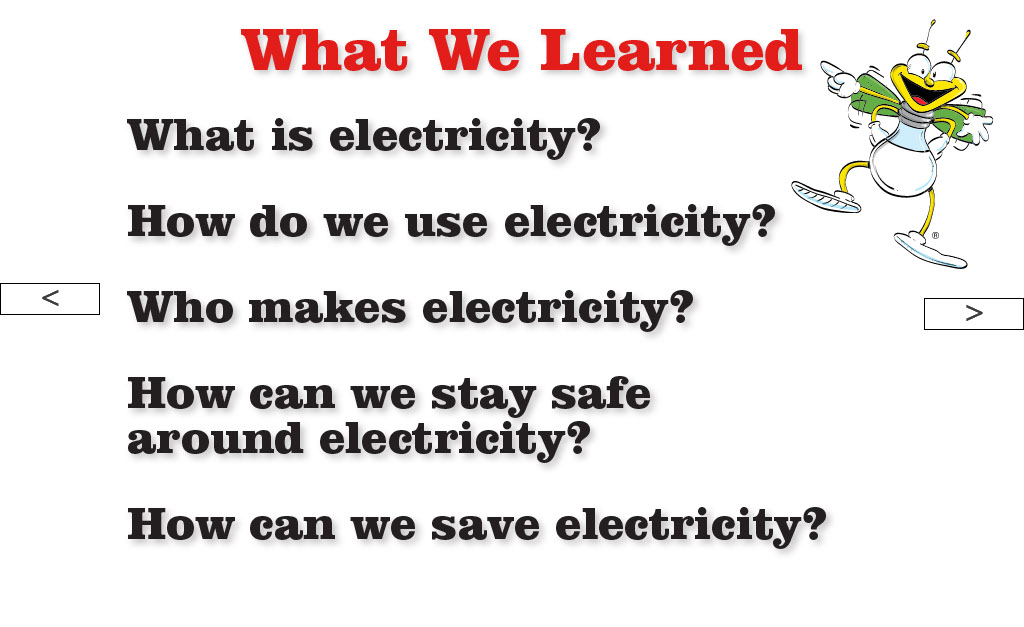 What We Learned
What is electricity?
How do we use electricity?
Who makes electricity?
How can we stay safe
around electricity?
How can we save electricity?
<
>
®